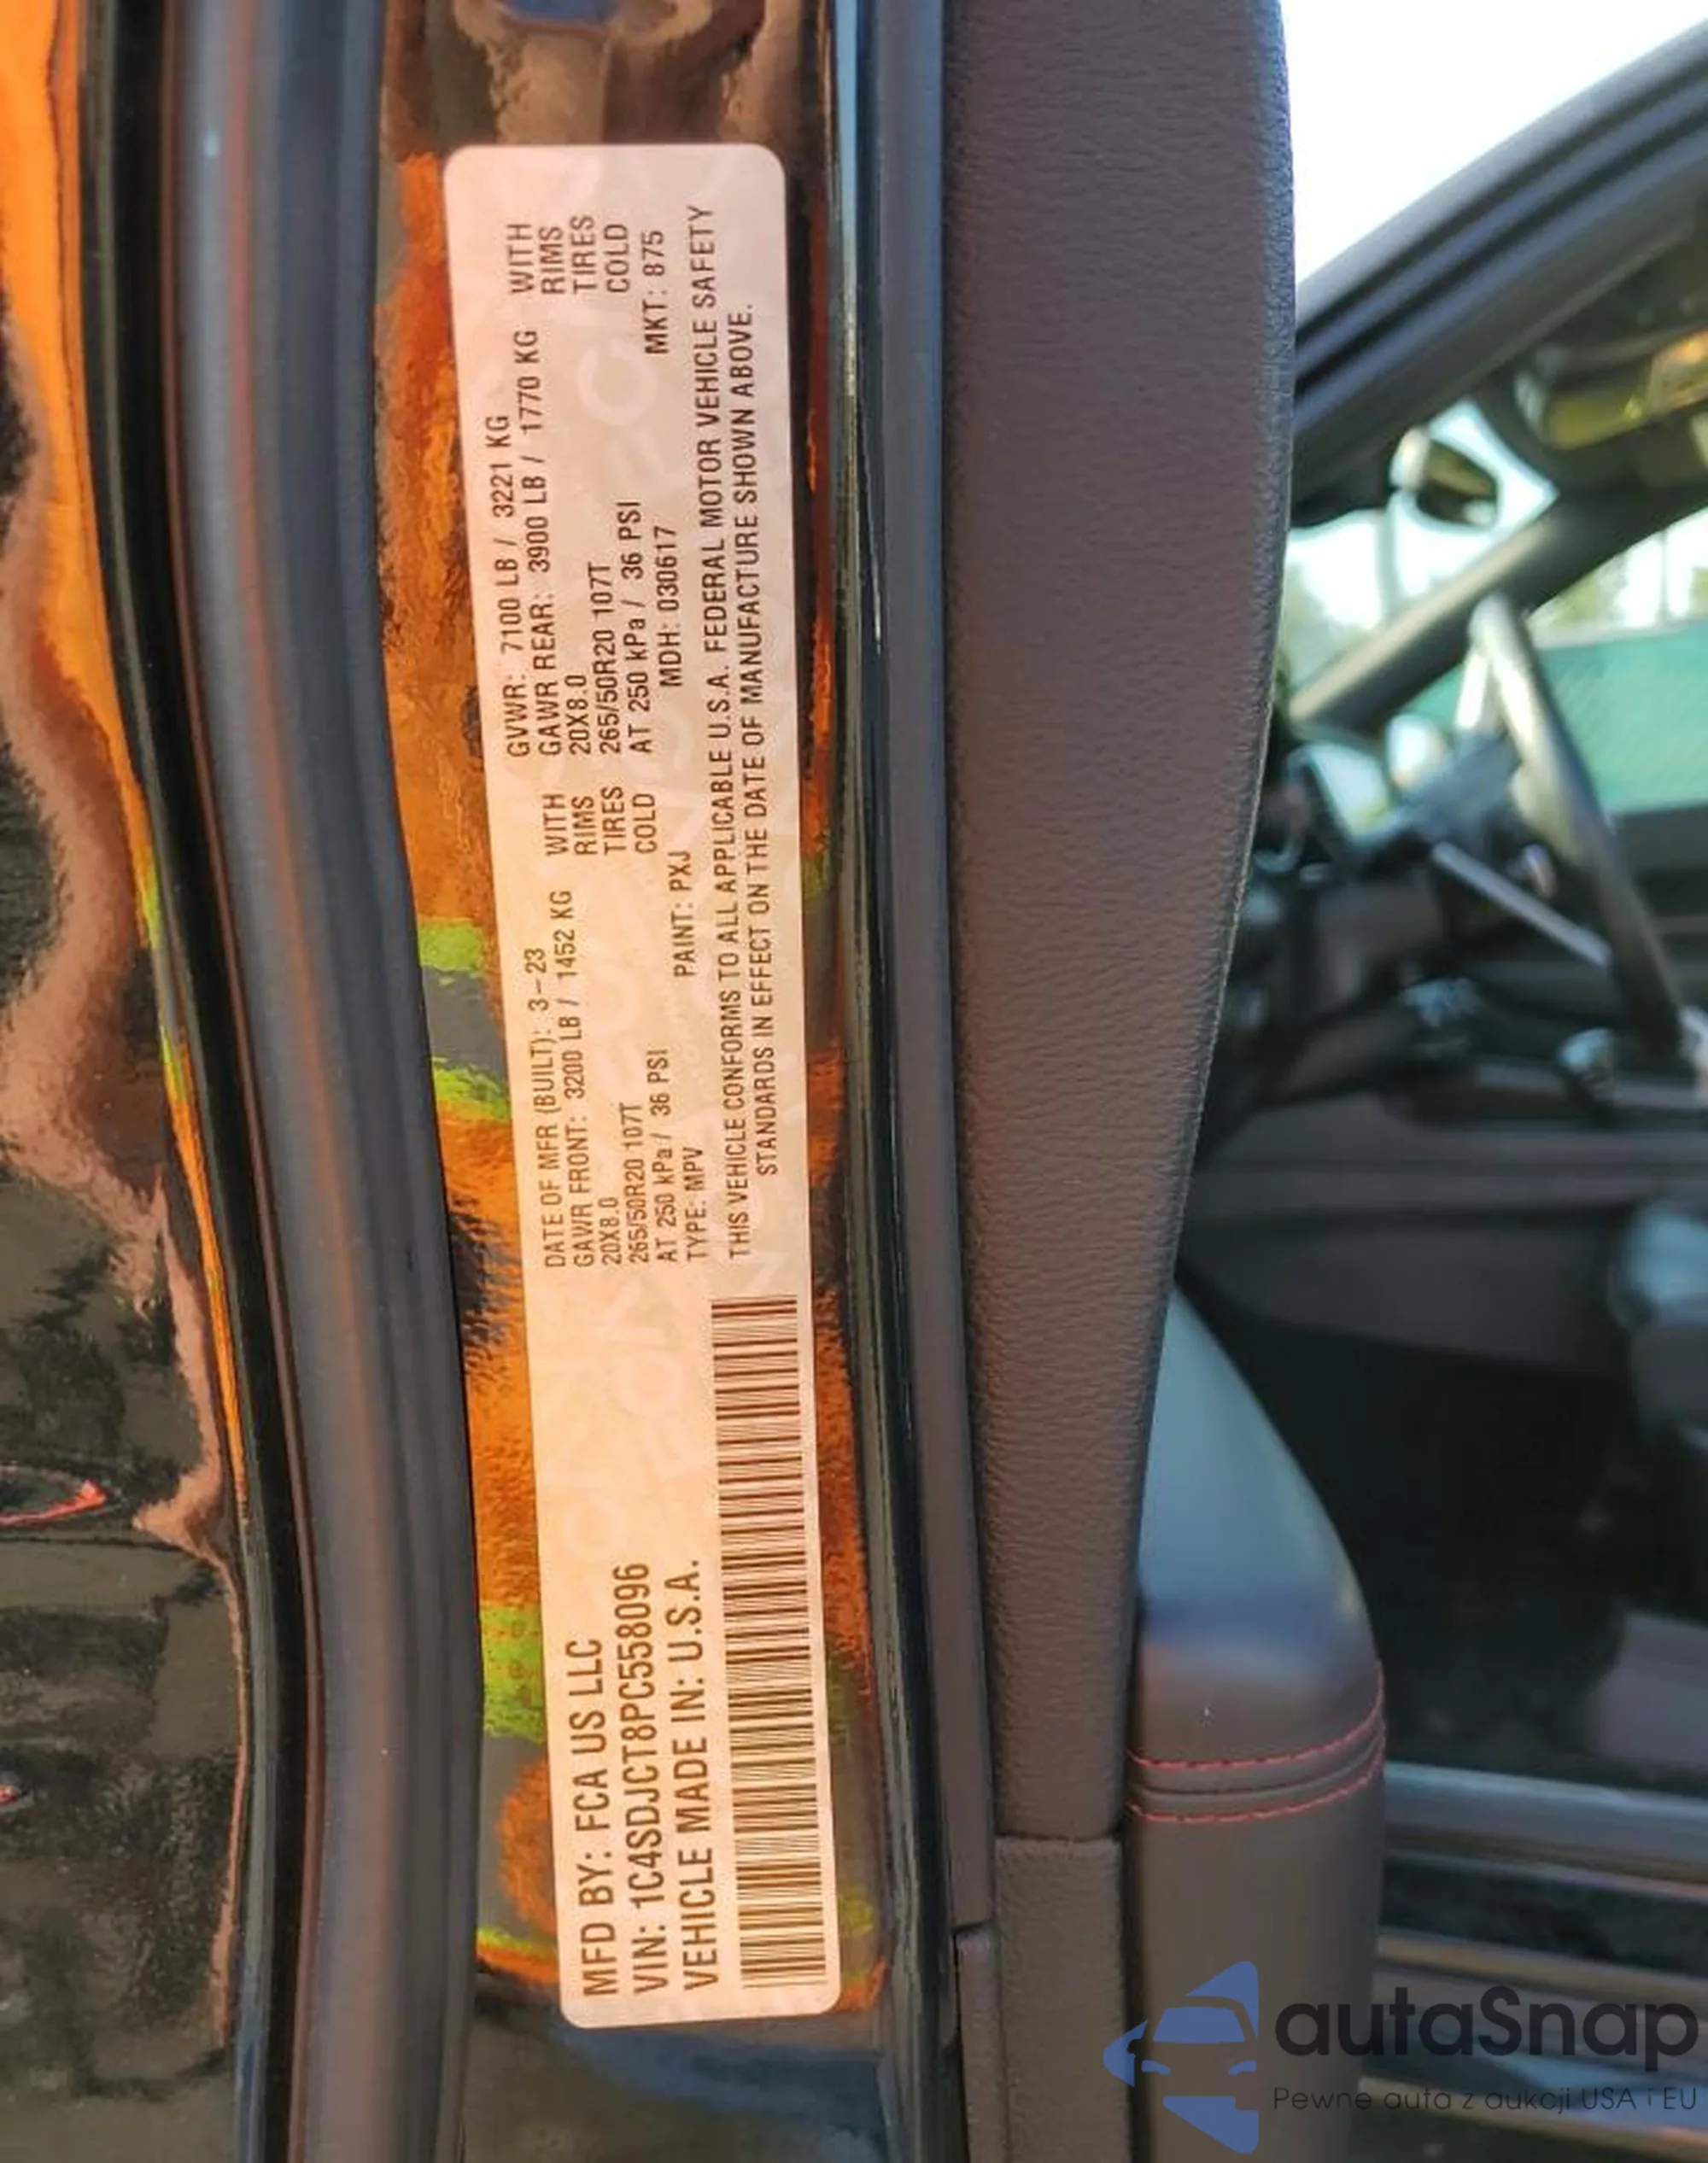 MFD BY: FCA US LLC
VIN: 1C4SDJCT8PC558096
VEHICLE MADE IN: U.S.A.
DATE OF MFR (BUILT): 3-23 GVWR: 7100 LB / 3221 KG
GAWR FRONT: 3200 LB / 1452 KG WITH GAWR REAR: 3900 LB / 1770 KG WITH
20X8.0 RIMS 20X8.0 RIMS
265/50R20 107T TIRES 265/50R20 107T TIRES
AT 250 kPa / 36 PSI COLD AT 250 kPa / 36 PSI COLD
TYPE: MPV PAINT: PXJ MDH: 030617 MKT: 875
THIS VEHICLE CONFORMS TO ALL APPLICABLE U.S.A. FEDERAL MOTOR VEHICLE SAFETY
STANDARDS IN EFFECT ON THE DATE OF MANUFACTURE SHOWN ABOVE.
autaSnap
Pewne auta z aukcji USA i EU